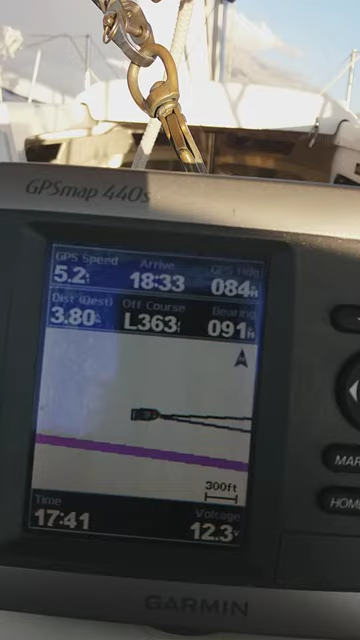 GPSmap 440s
GPS Speed Arrive GPS Hdg
5.2 18:33 084
Dist (Dest) Off Course Bearing
3.80 L363 091
300ft
Time Voltage
17:41 12.3v
MAR
HOME
GARMIN